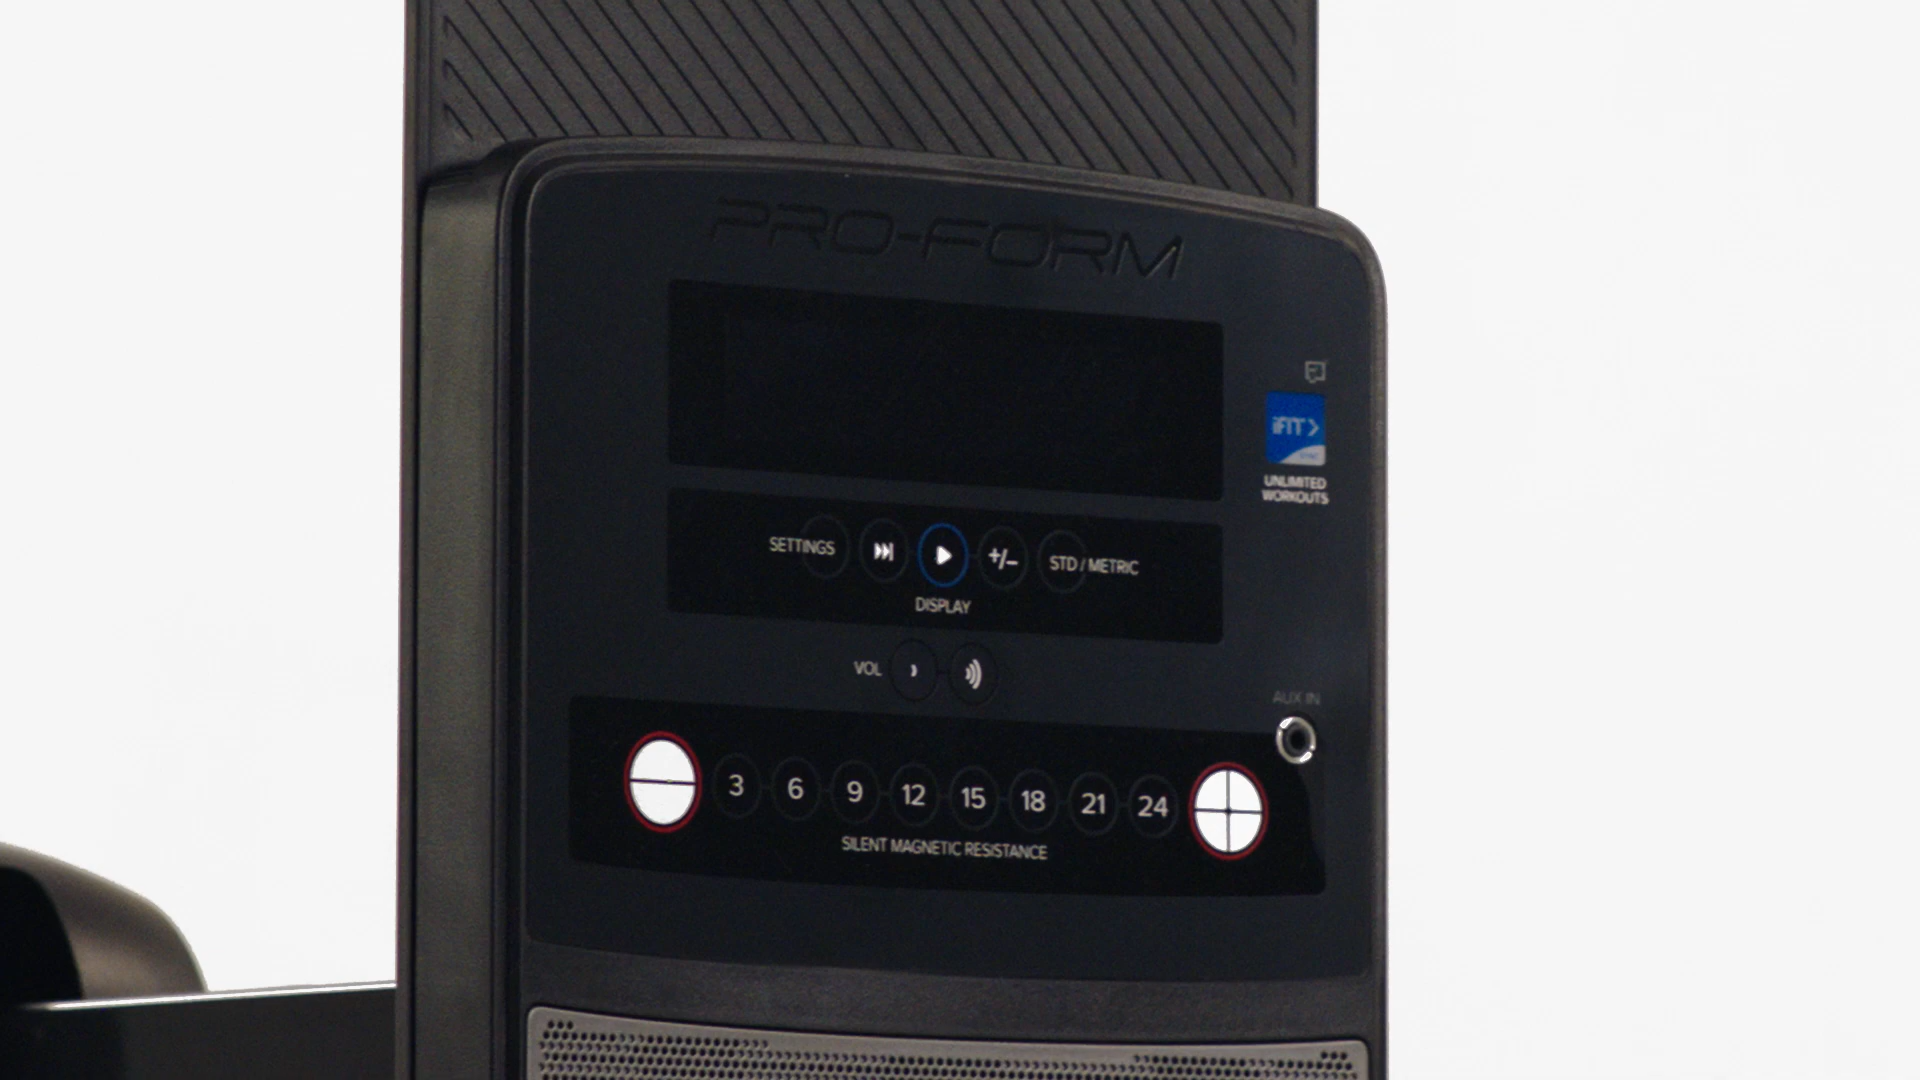 PRO-FORM
iFIT
UNLIMITED
WORKOUTS
SETTINGS +/- STD / METRIC
DISPLAY
VOL
AUX IN
3 6 9 12 15 18 21 24
SILENT MAGNETIC RESISTANCE